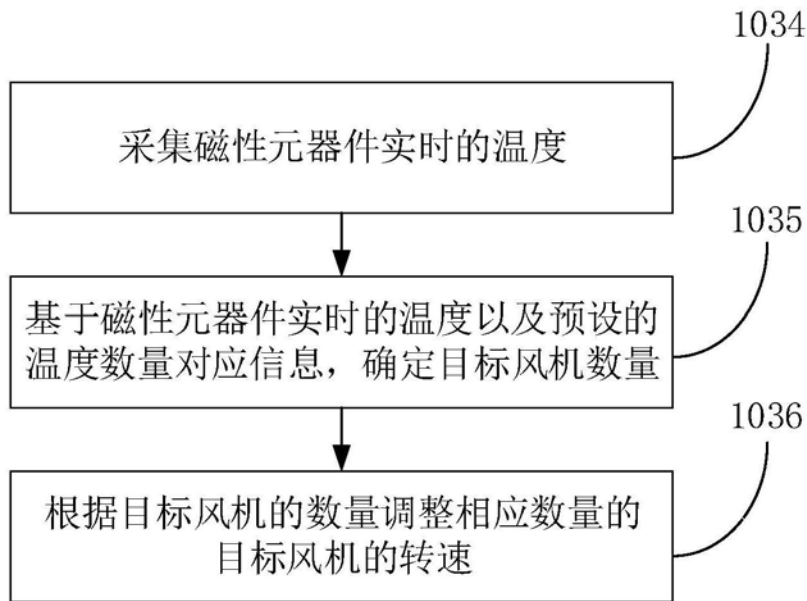 1034
采集磁性元器件实时的温度
1035
基于磁性元器件实时的温度以及预设的
温度数量对应信息，确定目标风机数量
1036
根据目标风机的数量调整相应数量的
目标风机的转速